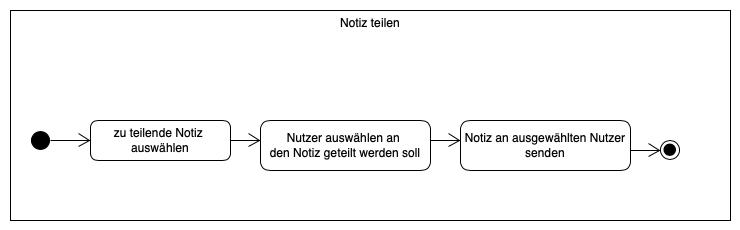 Notiz teilen
zu teilende Notiz
auswählen
Nutzer auswählen an
den Notiz geteilt werden soll
Notiz an ausgewählten Nutzer
senden